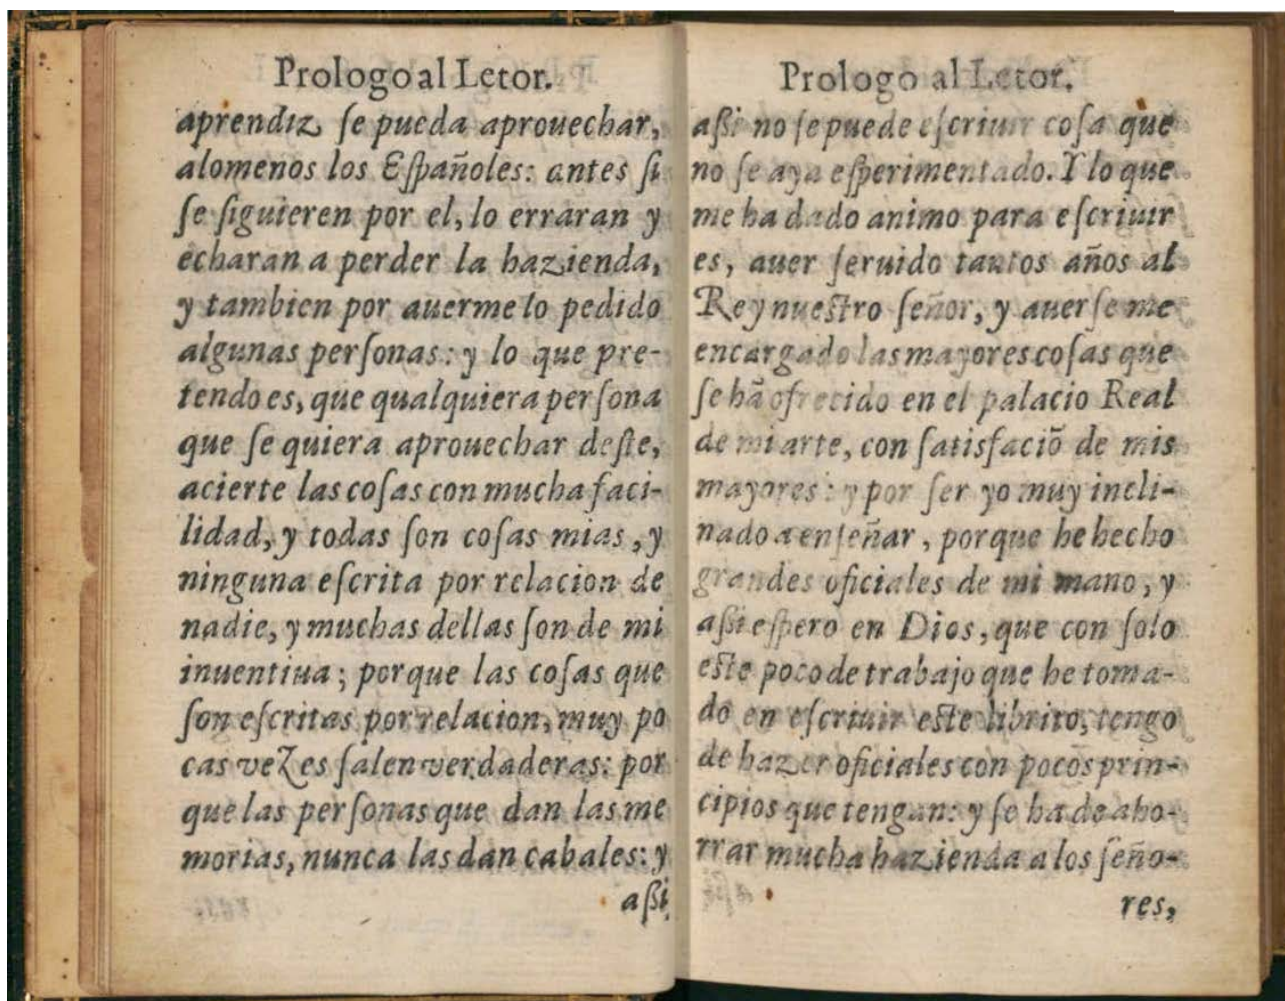 Prologo al Letor.
aprendiz ſe pueda aprouechar,
alomenos los Eſpañoles: antes ſi
ſe ſiguieren por el, lo erraran y
echaran a perder la hazienda,
y tambien por auermelo pedido
algunas perſonas: y lo que pre-
tendo es, que qualquiera perſona
que ſe quiera aprouechar deſte,
acierte las coſas con mucha faci-
lidad, y todas ſon coſas mias, y
ninguna eſcrita por relacion de
nadie, y muchas dellas ſon de mi
inuentiua; porque las coſas que
ſon eſcritas por relacion, muy po
cas vezes ſalen verdaderas: por
que las perſonas que dan las me
morias, nunca las dan cabales: y
aßi
Prologo al Letor.
aßi no ſe puede eſcriuir coſa que
no ſe aya eſperimentado. Y lo que
me ha dado animo para eſcriuir
es, auer ſeruido tantos años al
Rey nueſtro ſeñor, y auerſeme
encargado las mayores coſas que
ſe hã ofrecido en el palacio Real
de mi arte, con ſatisfaciõ de mis
mayores: y por ſer yo muy incli-
nado a enſeñar, porque he hecho
grandes oficiales de mi mano, y
aßi eſpero en Dios, que con ſolo
eſte poco de trabajo que he toma-
do en eſcriuir eſte librito, tengo
de hazer oficiales con pocos prin-
cipios que tengan: y ſe ha de aho-
rrar mucha hazienda a los ſeño-
res,